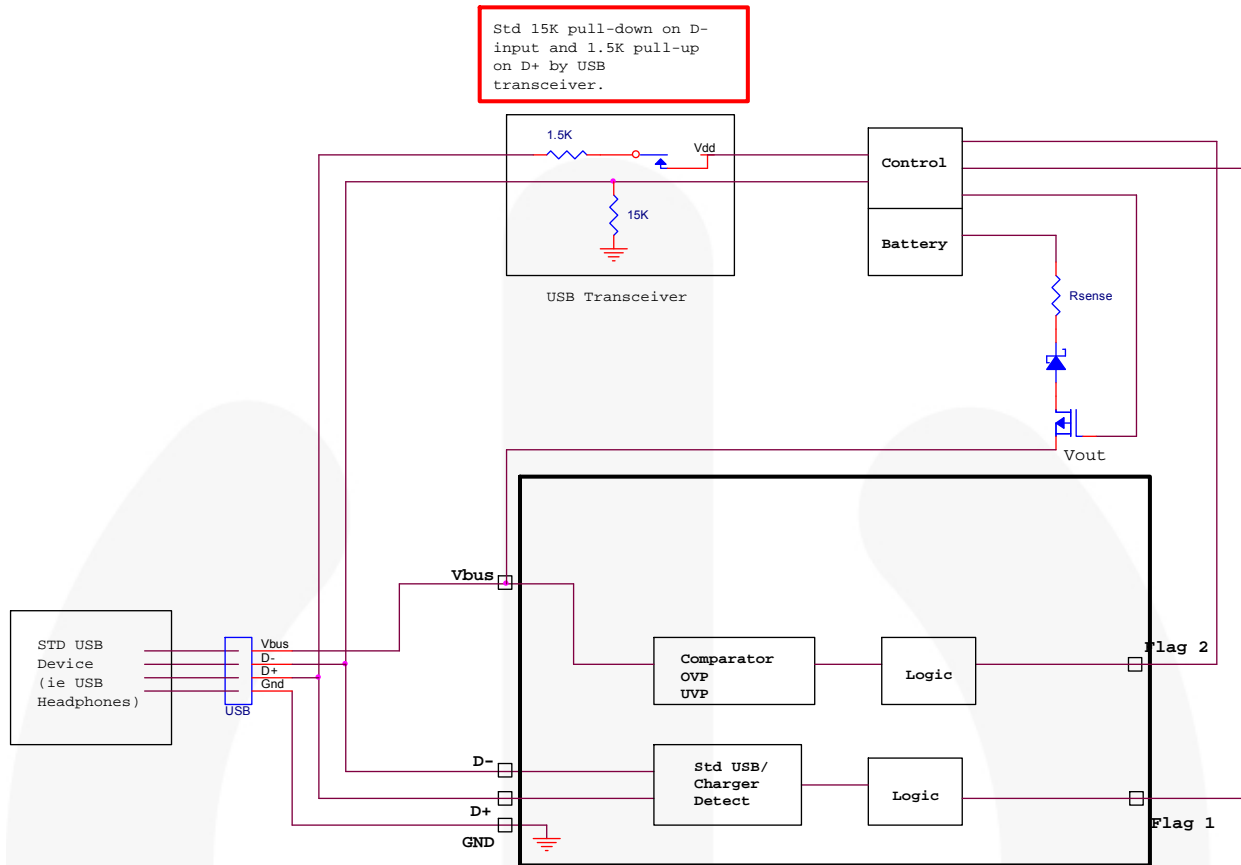 Std 15K pull-down on D-
input and 1.5K pull-up
on D+ by USB
transceiver.
1.5K
Vdd
15K
USB Transceiver
Control
Battery
Rsense
Vout
Vbus
STD USB
Device
(ie USB
Headphones)
Vbus
D-
D+
Gnd
USB
Comparator
OVP
UVP
Logic
Flag 2
D-
D+
GND
Std USB/
Charger
Detect
Logic
Flag 1